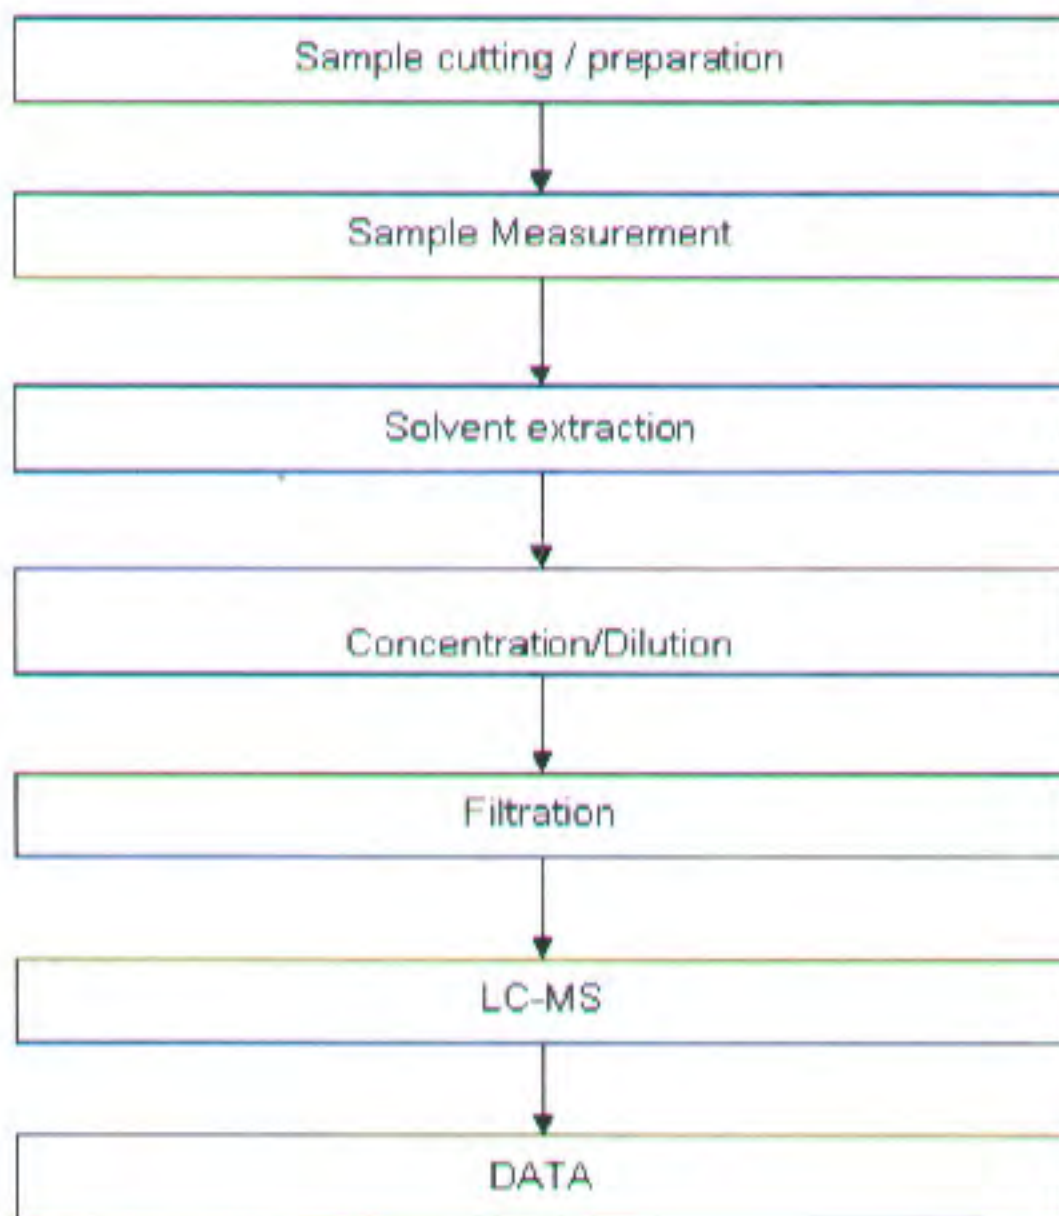 Sample cutting / preparation
Sample Measurement
Solvent extraction
Concentration/Dilution
Filtration
LC-MS
DATA